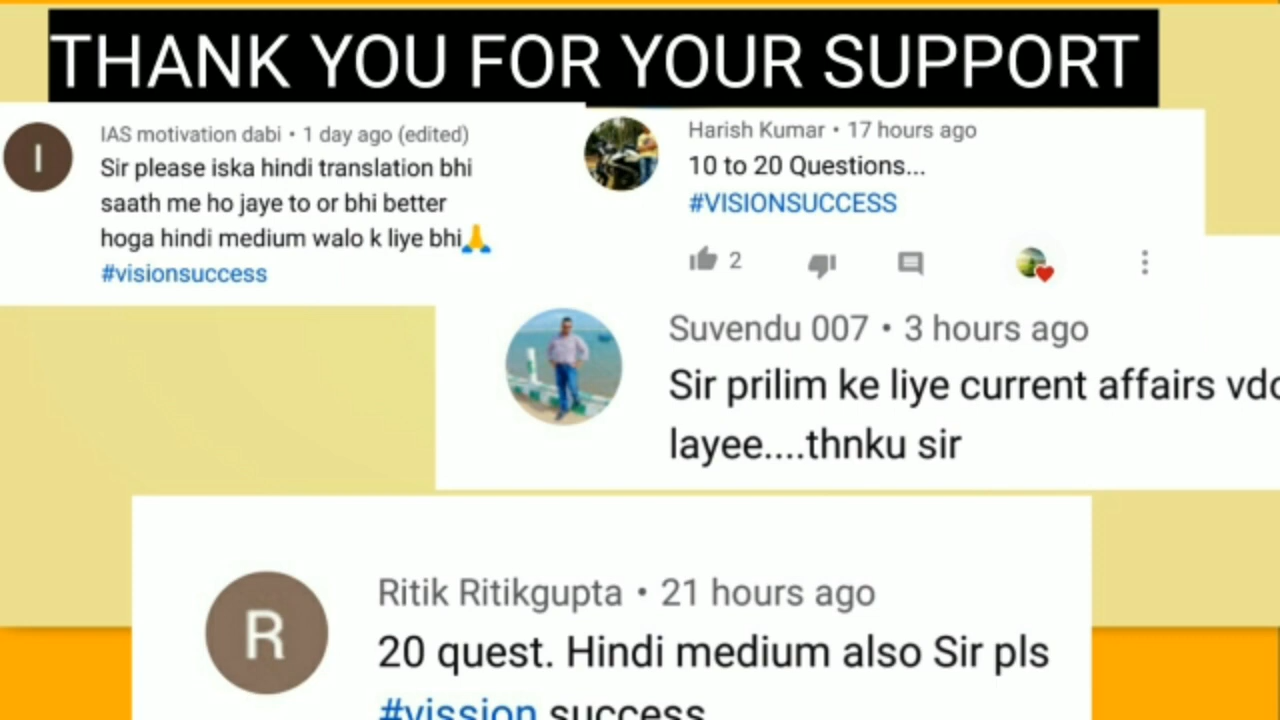 THANK YOU FOR YOUR SUPPORT
I
IAS motivation dabi • 1 day ago (edited)
Sir please iska hindi translation bhi
saath me ho jaye to or bhi better
hoga hindi medium walo k liye bhi🙏
#visionsuccess
Harish Kumar • 17 hours ago
10 to 20 Questions...
#VISIONSUCCESS
2
Suvendu 007 • 3 hours ago
Sir prilim ke liye current affairs
layee....thnku sir
R
Ritik Ritikgupta • 21 hours ago
20 quest. Hindi medium also Sir pls
#vission success